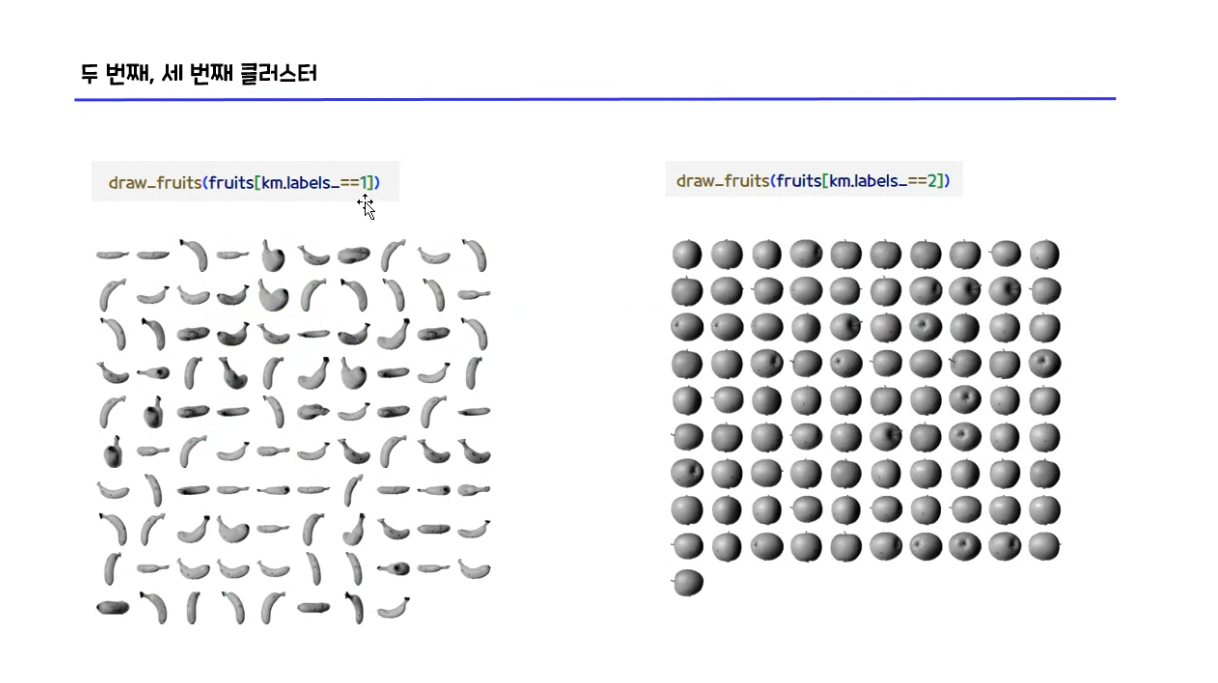 두 번째, 세 번째 클러스터
draw_fruits(fruits[km.labels_==1])
draw_fruits(fruits[km.labels_==2])